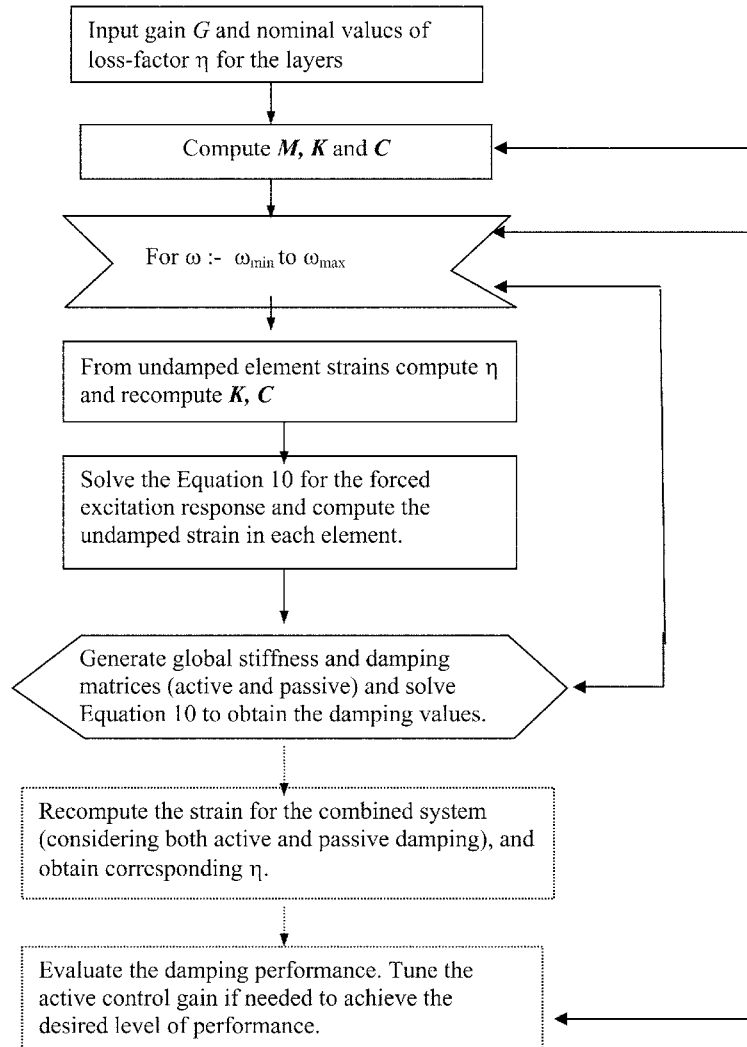 Input gain G and nominal values of
loss-factor η for the layers
Compute M, K and C
For ω :- ωmin to ωmax
From undamped element strains compute η
and recompute K, C
Solve the Equation 10 for the forced
excitation response and compute the
undamped strain in each element.
Generate global stiffness and damping
matrices (active and passive) and solve
Equation 10 to obtain the damping values.
Recompute the strain for the combined system
(considering both active and passive damping), and
obtain corresponding η.
Evaluate the damping performance. Tune the
active control gain if needed to achieve the
desired level of performance.